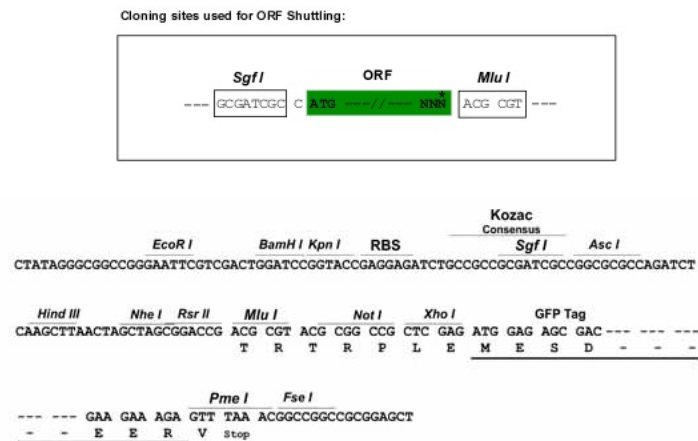 Cloning sites used for ORF Shuttling:
Sgf I ORF Mlu I
*
--- GCGATCGC C ATG ---//--- NNN ACG CGT ---
Kozac
Consensus
EcoR I BamH I Kpn I RBS Sgf I Asc I
CTATAGGGCGGCCGGGAATTCGTCGACTGGATCCGGTACCGAGGAGATCTGCCGCCGCGATCGCCGGCGCGCCAGATCT
Hind III Nhe I Rsr II Mlu I Not I Xho I GFP Tag
CAAGCTTAACTAGCTAGCGGACCG ACG CGT ACG CGG CCG CTC GAG ATG GAG AGC GAC --- --- ---
T R T R P L E M E S D - - -
Pme I Fse I
--- --- GAA GAA AGA GTT TAA ACGGCCGGCCGCGGAGCT
- - E E R V Stop